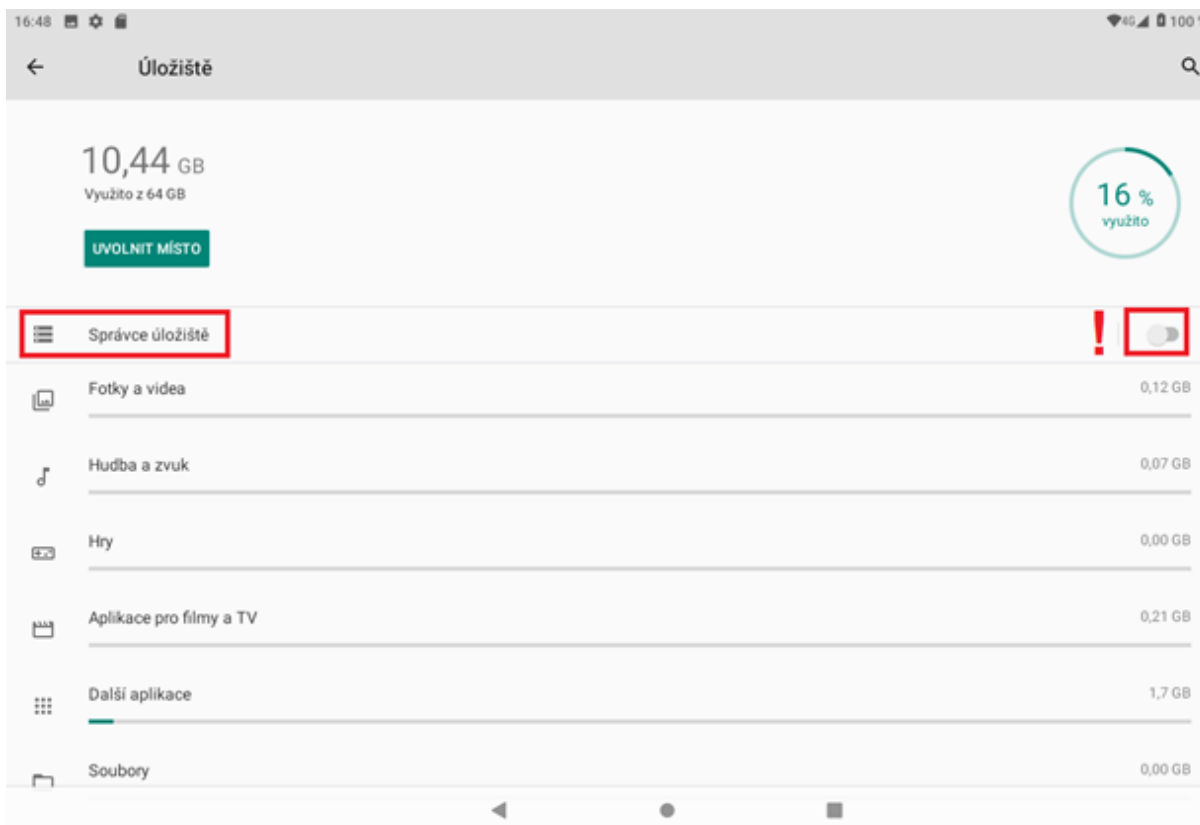 16:48 4G 100 %
Úložiště
10,44 GB
Využito z 64 GB
UVOLNIT MÍSTO
16 %
využito
Správce úložiště !
Fotky a videa 0,12 GB
Hudba a zvuk 0,07 GB
Hry 0,00 GB
Aplikace pro filmy a TV 0,21 GB
Další aplikace 1,7 GB
Soubory 0,00 GB